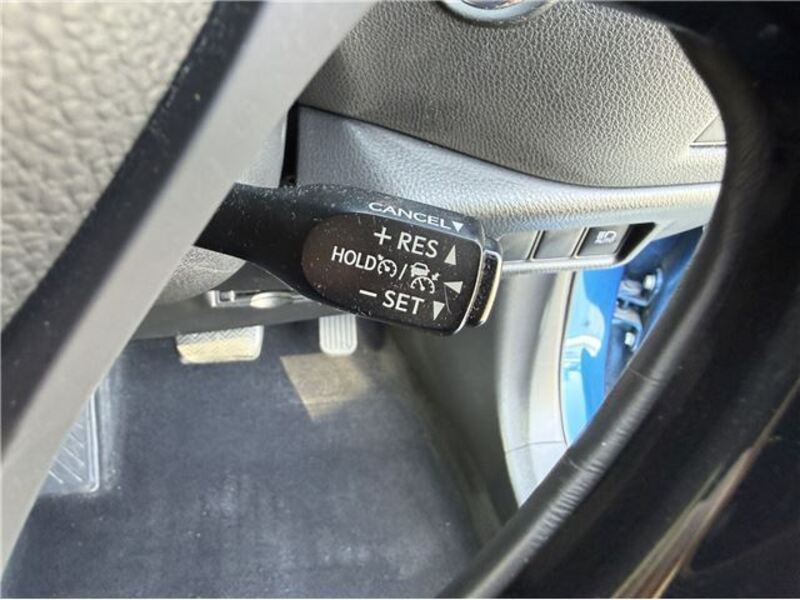 CANCEL▼
+ RES ▲
HOLD /
− SET ▼